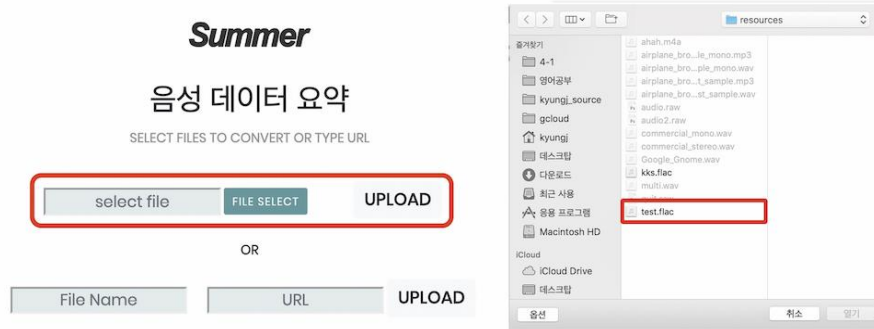 Summer
음성 데이터 요약
SELECT FILES TO CONVERT OR TYPE URL
select file
FILE SELECT
UPLOAD
OR
File Name
URL
UPLOAD
resources
즐겨찾기
4-1
영어공부
kyungj_source
gcloud
kyungj
데스크탑
다운로드
최근 사용
응용 프로그램
Macintosh HD
iCloud
iCloud Drive
데스크탑
ahah.m4a
airplane_bro...le_mono.mp3
airplane_bro...ple_mono.wav
airplane_bro...t_sample.mp3
airplane_bro...st_sample.wav
audio.raw
audio2.raw
commercial_mono.wav
commercial_stereo.wav
Google_Gnome.wav
kks.flac
multi.wav
test.flac
옵션
취소
열기